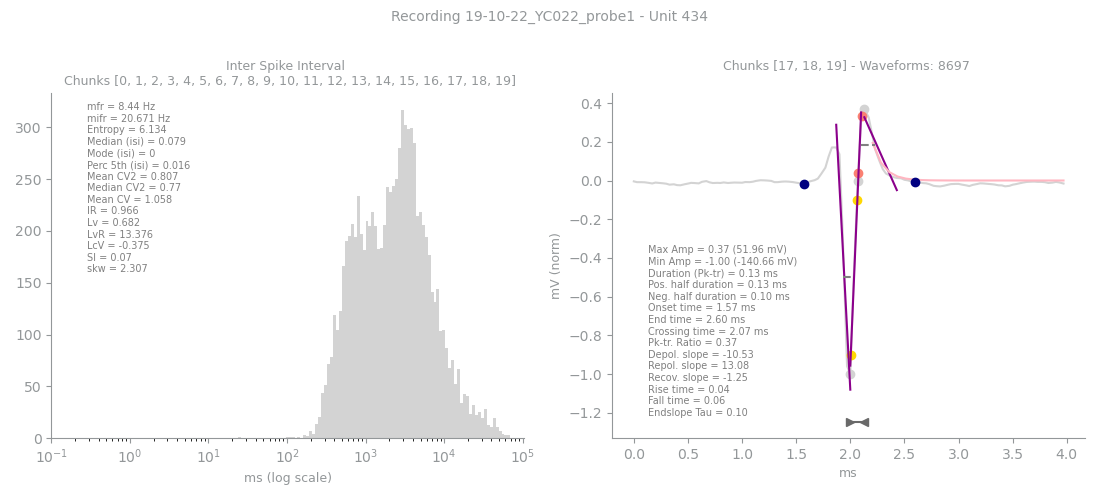 Recording 19-10-22_YC022_probe1 - Unit 434
Inter Spike Interval
Chunks [0, 1, 2, 3, 4, 5, 6, 7, 8, 9, 10, 11, 12, 13, 14, 15, 16, 17, 18, 19]
mfr = 8.44 Hz
mifr = 20.671 Hz
Entropy = 6.134
Median (isi) = 0.079
Mode (isi) = 0
Perc 5th (isi) = 0.016
Mean CV2 = 0.807
Median CV2 = 0.77
Mean CV = 1.058
IR = 0.966
Lv = 0.682
LvR = 13.376
LcV = -0.375
SI = 0.07
skw = 2.307
300
250
200
150
100
50
0
10⁻¹ 10⁰ 10¹ 10² 10³ 10⁴ 10⁵
ms (log scale)
Chunks [17, 18, 19] - Waveforms: 8697
mV (norm)
0.4
0.2
0.0
−0.2
−0.4
−0.6
−0.8
−1.0
−1.2
Max Amp = 0.37 (51.96 mV)
Min Amp = -1.00 (-140.66 mV)
Duration (Pk-tr) = 0.13 ms
Pos. half duration = 0.13 ms
Neg. half duration = 0.10 ms
Onset time = 1.57 ms
End time = 2.60 ms
Crossing time = 2.07 ms
Pk-tr. Ratio = 0.37
Depol. slope = -10.53
Repol. slope = 13.08
Recov. slope = -1.25
Rise time = 0.04
Fall time = 0.06
Endslope Tau = 0.10
0.0 0.5 1.0 1.5 2.0 2.5 3.0 3.5 4.0
ms